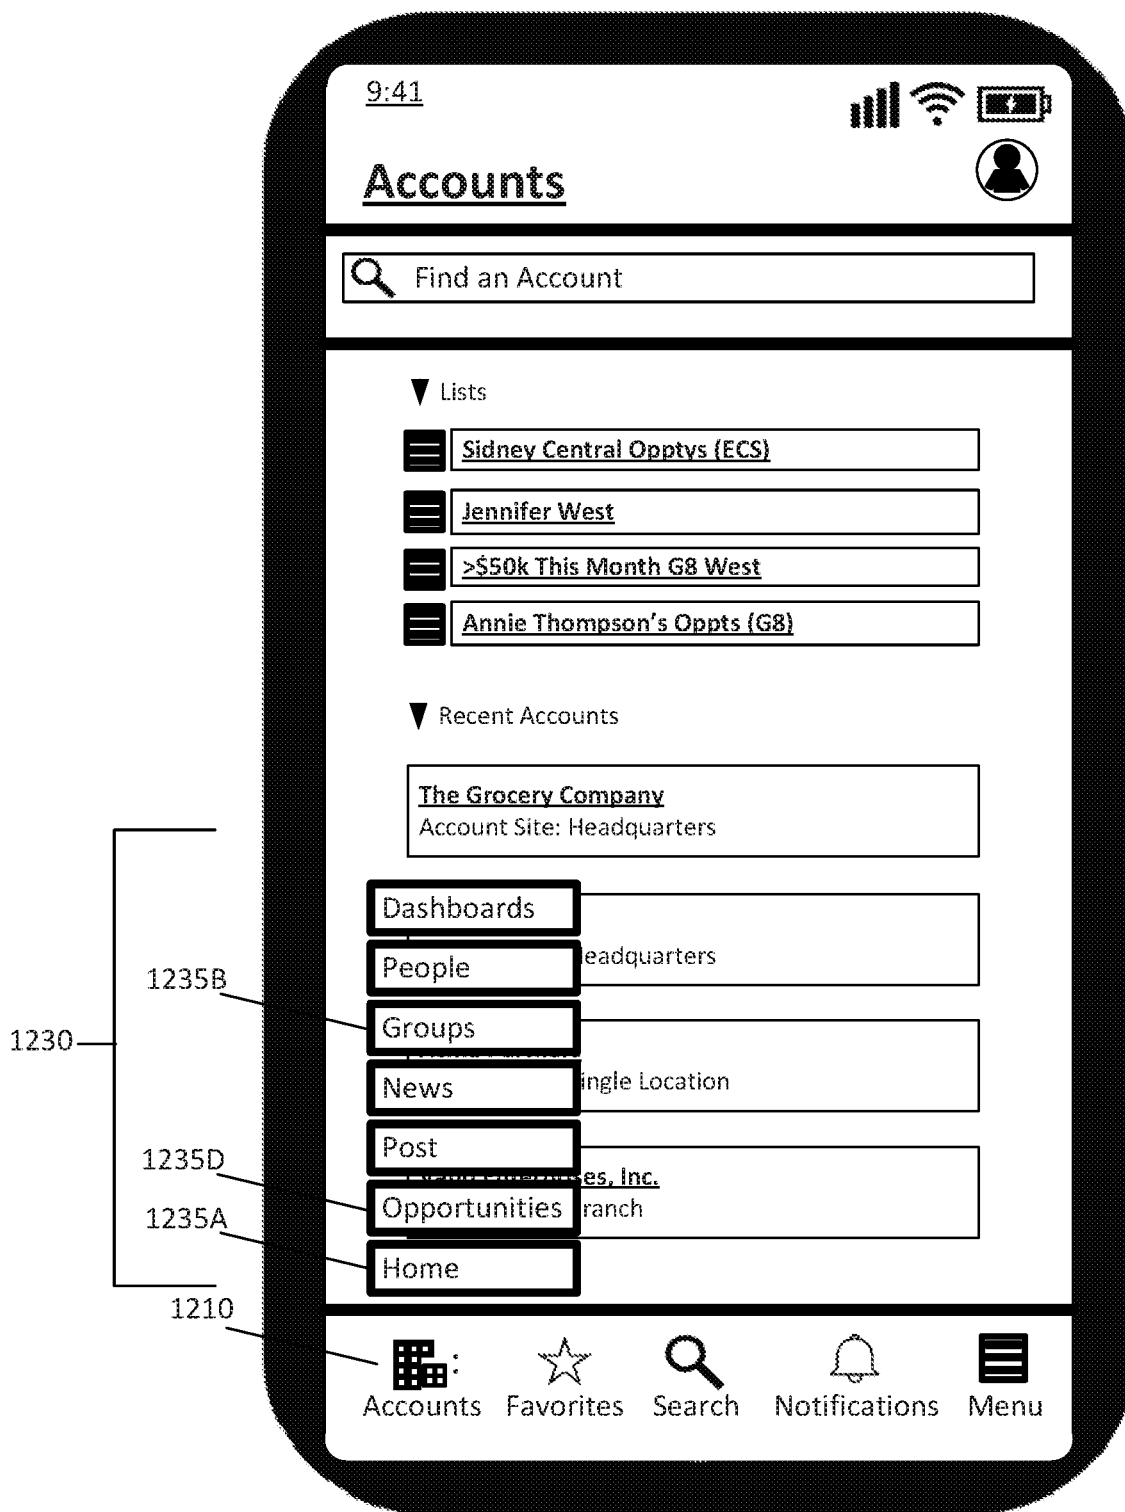 9:41
Accounts
Find an Account
Lists
Sidney Central Opptys (ECS)
Jennifer West
>$50k This Month G8 West
Annie Thompson's Oppts (G8)
Recent Accounts
The Grocery Company
Account Site: Headquarters
Dashboards
eadquarters
People
1235B
Groups
1230
News
ingle Location
Post
1235D
es, Inc.
Opportunities
ranch
1235A
Home
1210
Accounts Favorites Search Notifications Menu